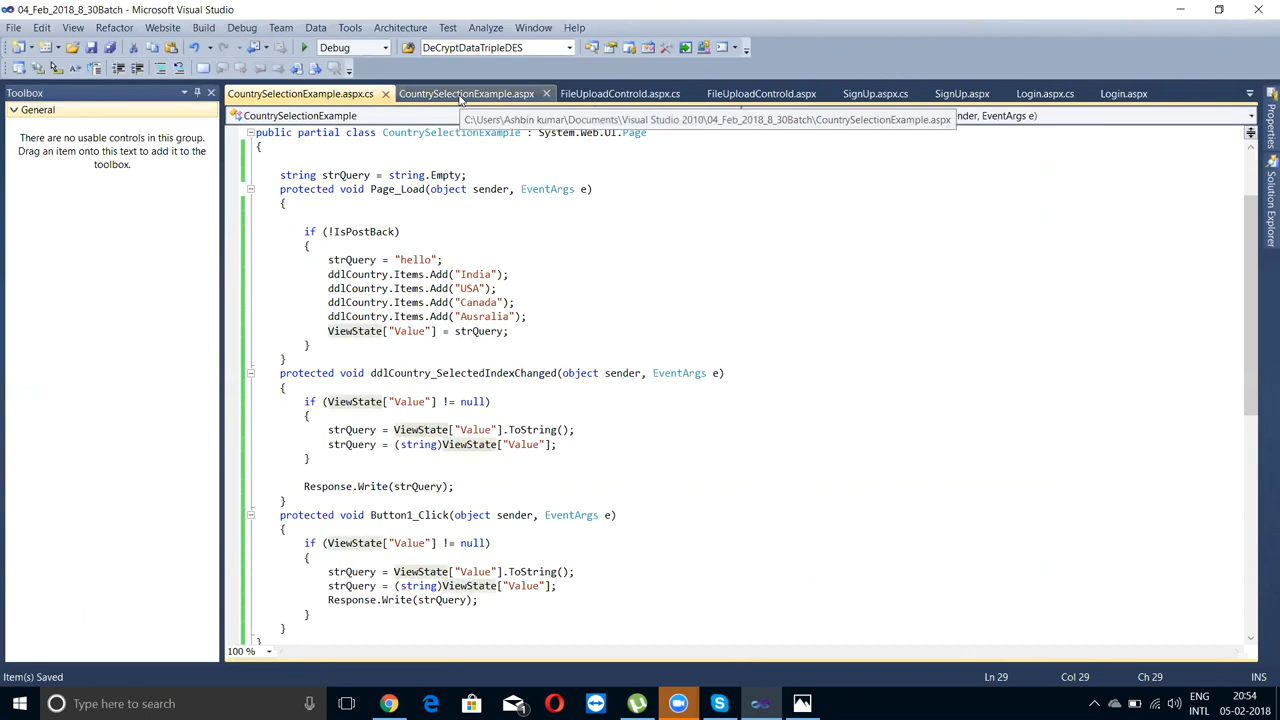 04_Feb_2018_8_30Batch - Microsoft Visual Studio
File Edit View Refactor Website Build Debug Team Data Tools Architecture Test Analyze Window Help
Debug DeCryptDataTripleDES
Toolbox
General
There are no usable controls in this group.
Drag an item onto this text to add it to the
toolbox.
CountrySelectionExample.aspx.cs CountrySelectionExample.aspx FileUploadControld.aspx.cs FileUploadControld.aspx SignUp.aspx.cs SignUp.aspx Login.aspx.cs Login.aspx
CountrySelectionExample ender, EventArgs e)
C:\Users\Ashbin kumar\Documents\Visual Studio 2010\04_Feb_2018_8_30Batch\CountrySelectionExample.aspx
public partial class CountrySelectionExample : System.Web.UI.Page
{
string strQuery = string.Empty;
protected void Page_Load(object sender, EventArgs e)
{
if (!IsPostBack)
{
strQuery = "hello";
ddlCountry.Items.Add("India");
ddlCountry.Items.Add("USA");
ddlCountry.Items.Add("Canada");
ddlCountry.Items.Add("Ausralia");
ViewState["Value"] = strQuery;
}
}
protected void ddlCountry_SelectedIndexChanged(object sender, EventArgs e)
{
if (ViewState["Value"] != null)
{
strQuery = ViewState["Value"].ToString();
strQuery = (string)ViewState["Value"];
}
Response.Write(strQuery);
}
protected void Button1_Click(object sender, EventArgs e)
{
if (ViewState["Value"] != null)
{
strQuery = ViewState["Value"].ToString();
strQuery = (string)ViewState["Value"];
Response.Write(strQuery);
}
}
}
100 %
Properties
Solution Explorer
Item(s) Saved Ln 29 Col 29 Ch 29 INS
Type here to search
1
ENG
INTL
20:54
05-02-2018